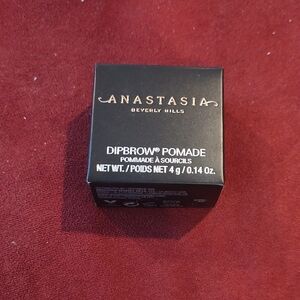 ANASTASIA
BEVERLY HILLS
DIPBROW® POMADE
POMMADE À SOURCILS
NET WT. / POIDS NET 4 g / 0.14 Oz.